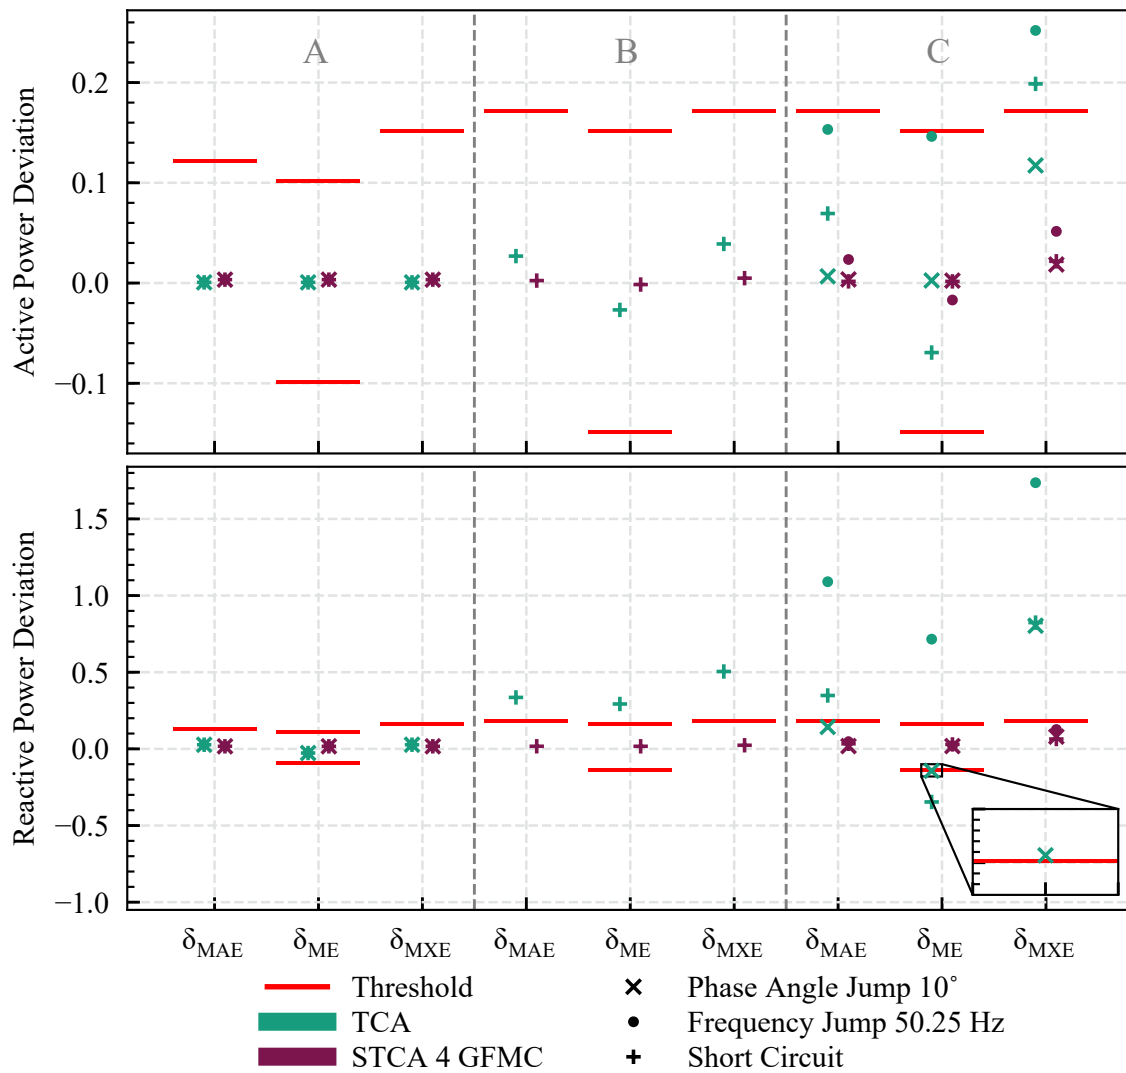 A B C
Active Power Deviation
0.2
0.1
0.0
−0.1
Reactive Power Deviation
1.5
1.0
0.5
0.0
−0.5
−1.0
δMAE δME δMXE δMAE δME δMXE δMAE δME δMXE
Threshold
TCA
STCA 4 GFMC
Phase Angle Jump 10°
Frequency Jump 50.25 Hz
Short Circuit